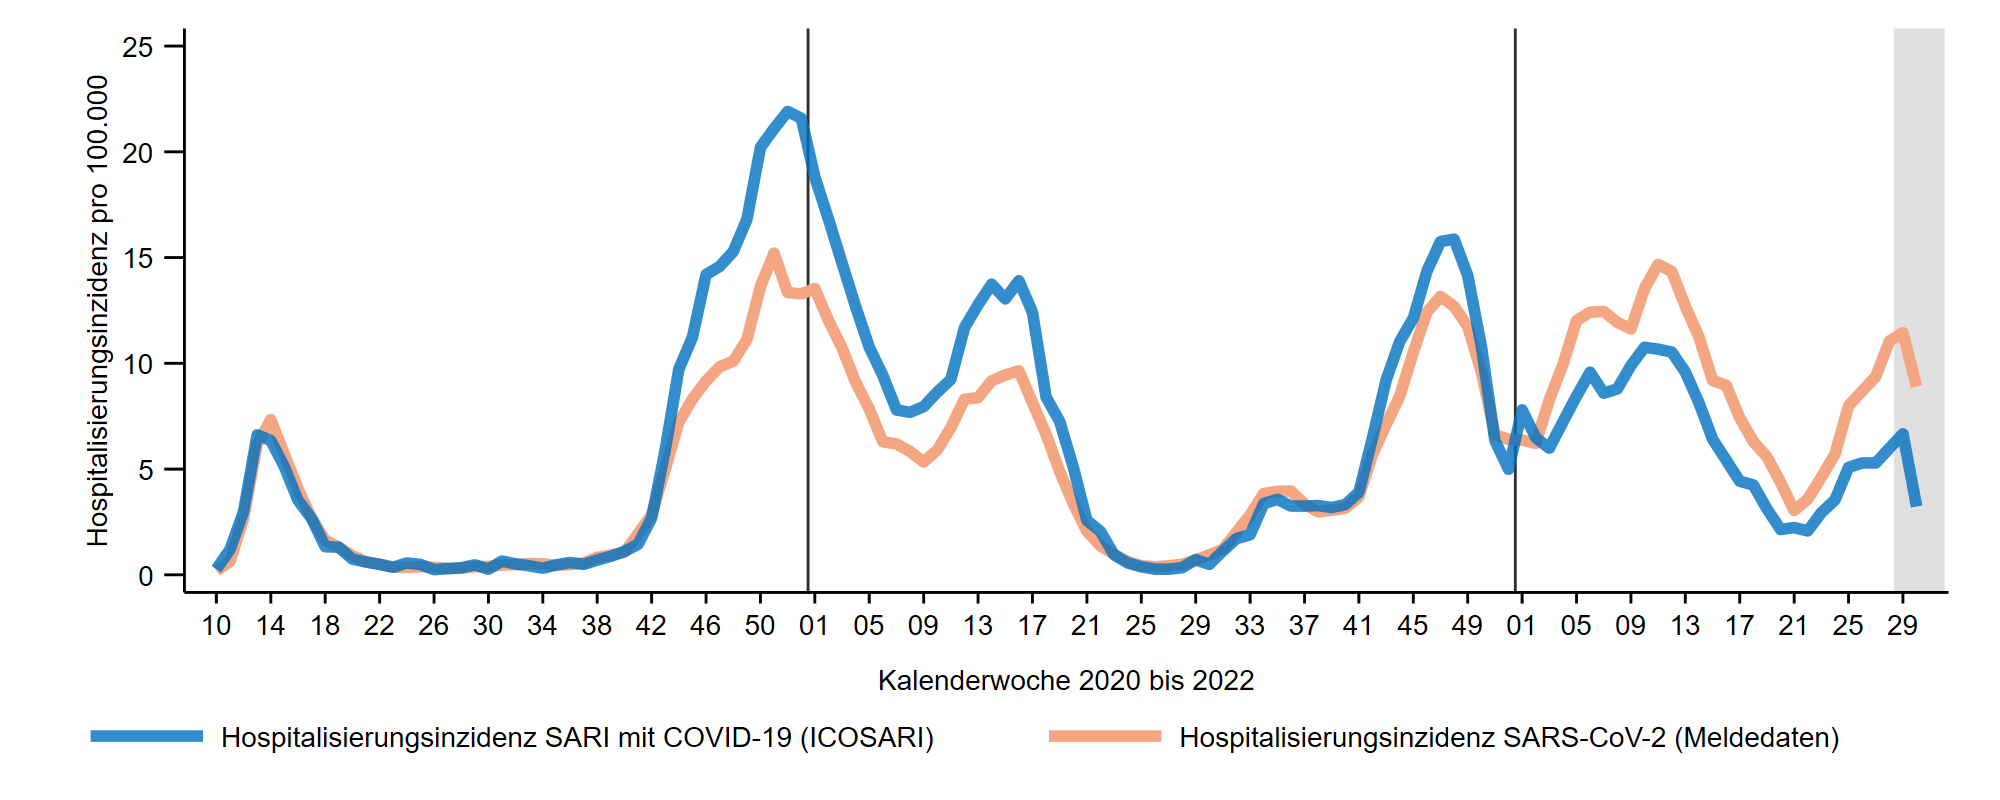 Hospitalisierungsinzidenz pro 100.000
25
20
15
10
5
0
10 14 18 22 26 30 34 38 42 46 50 01 05 09 13 17 21 25 29 33 37 41 45 49 01 05 09 13 17 21 25 29
Kalenderwoche 2020 bis 2022
Hospitalisierungsinzidenz SARI mit COVID-19 (ICOSARI) Hospitalisierungsinzidenz SARS-CoV-2 (Meldedaten)